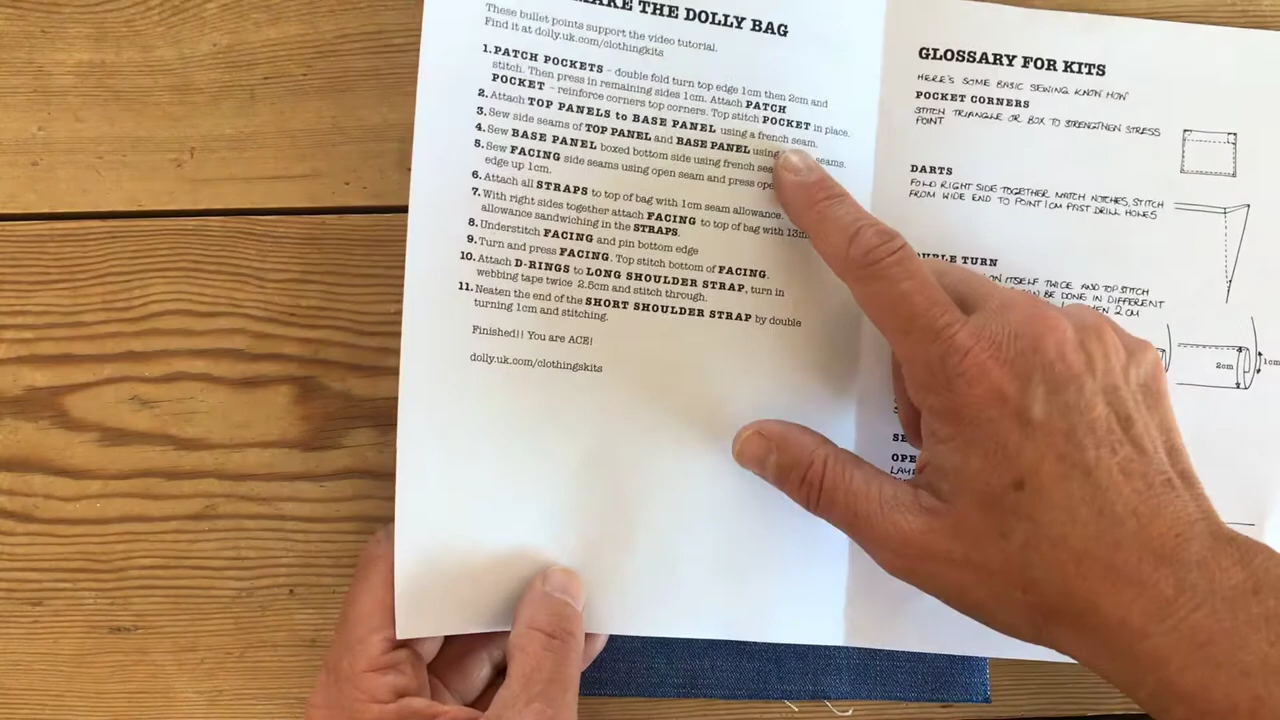 MAKE THE DOLLY BAG
These bullet points support the video tutorial.
Find it at dolly.uk.com/clothingkits
1. PATCH POCKETS - double fold turn top edge 1cm then 2cm and
stitch. Then press in remaining sides 1cm. Attach PATCH
POCKET - reinforce corners top corners. Top stitch POCKET in place.
2. Attach TOP PANELS to BASE PANEL using a french seam.
3. Sew side seams of TOP PANEL and BASE PANEL using seams.
4. Sew BASE PANEL boxed bottom side using french
5. Sew FACING side seams using open seam and press
edge up 1cm.
6. Attach all STRAPS to top of bag with 1cm seam allowance.
7. With right sides together attach FACING to top of bag with
allowance sandwiching in the STRAPS.
8. Understitch FACING and pin bottom edge
9. Turn and press FACING. Top stitch bottom of FACING.
10. Attach D-RINGS to LONG SHOULDER STRAP, turn in
webbing tape twice 2.5cm and stitch through.
11. Neaten the end of the SHORT SHOULDER STRAP by double
turning 1cm and stitching.
Finished!! You are ACE!
dolly.uk.com/clothingskits
GLOSSARY FOR KITS
HERE'S SOME BASIC SEWING KNOW HOW
POCKET CORNERS
STITCH TRIANGLE OR BOX TO STRENGTHEN STRESS
POINT
DARTS
FOLD RIGHT SIDE TOGETHER MATCH NOTCHES, STITCH
FROM WIDE END TO POINT 1CM PAST DRILL HOLES
TURN
ITSELF TWICE AND TOP STITCH
BE DONE IN DIFFERENT
2CM
2cm
1cm